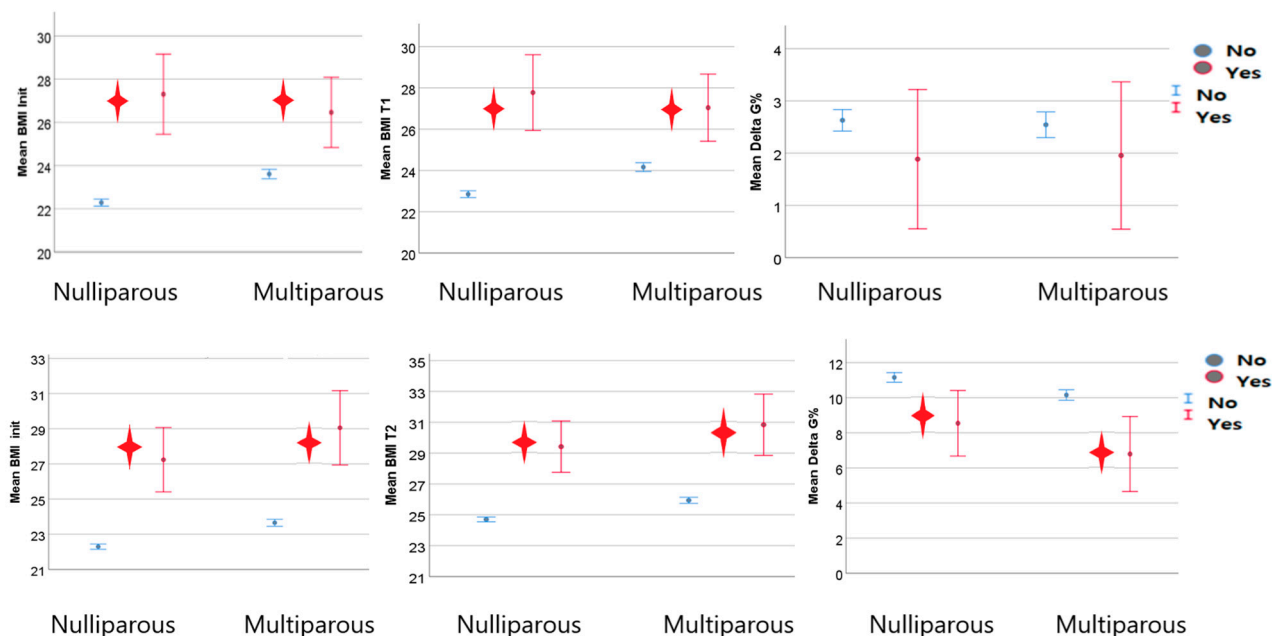 Mean BMI Init
30
28
26
24
22
20
Nulliparous
Multiparous
Mean BMI T1
30
28
26
24
22
20
Nulliparous
Multiparous
Mean Delta G%
4
3
2
1
0
Nulliparous
Multiparous
No
Yes
No
Yes
Mean BMI init
33
31
29
27
25
23
21
Nulliparous
Multiparous
Mean BMI T2
35
33
31
29
27
25
23
21
Nulliparous
Multiparous
Mean Delta G%
12
10
8
6
4
2
0
Nulliparous
Multiparous
No
Yes
No
Yes